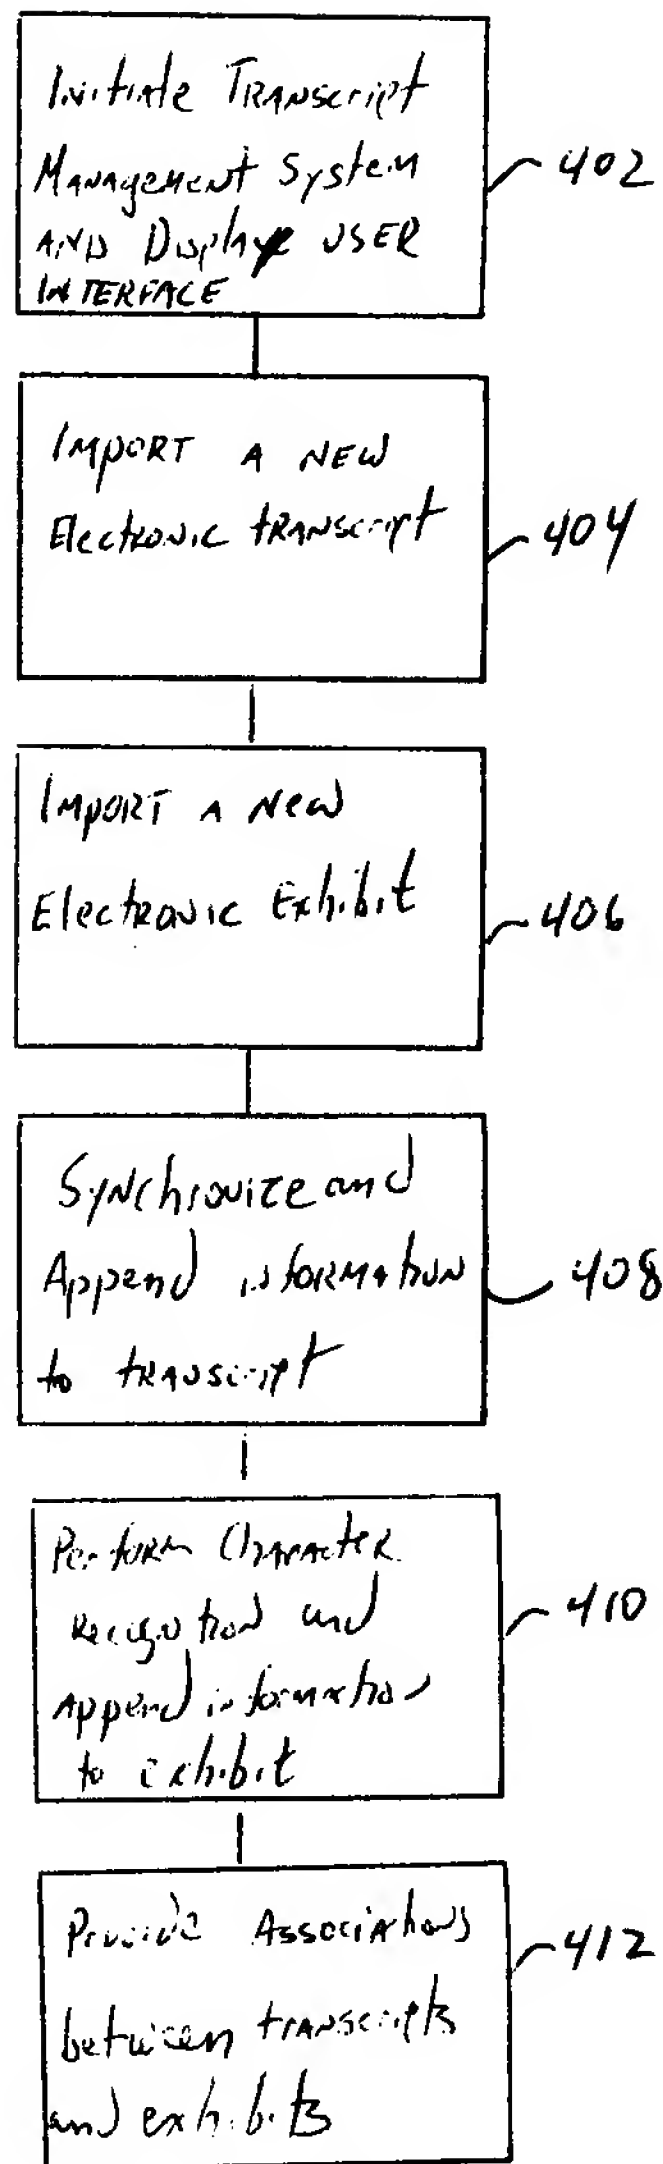 Initiate Transcript
Management System
AND Display USER
INTERFACE
402
IMPORT A NEW
Electronic transcript
404
IMPORT A New
Electronic Exhibit
406
Synchronize and
Append information
to transcript
408
Perform Character
Recognition and
Append information
to exhibit
410
Provide Associations
between transcripts
and exhibits
412